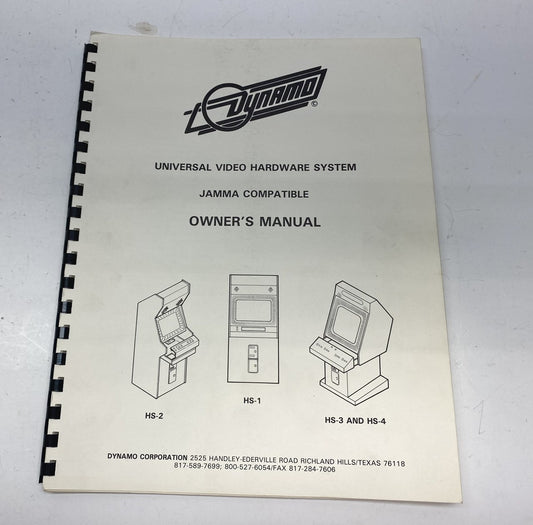 DYNAMO ©
UNIVERSAL VIDEO HARDWARE SYSTEM
JAMMA COMPATIBLE
OWNER'S MANUAL
HS-2
HS-1
HS-3 AND HS-4
DYNAMO CORPORATION 2525 HANDLEY-EDERVILLE ROAD RICHLAND HILLS/TEXAS 76118
817-589-7699; 800-527-6054/FAX 817-284-7606